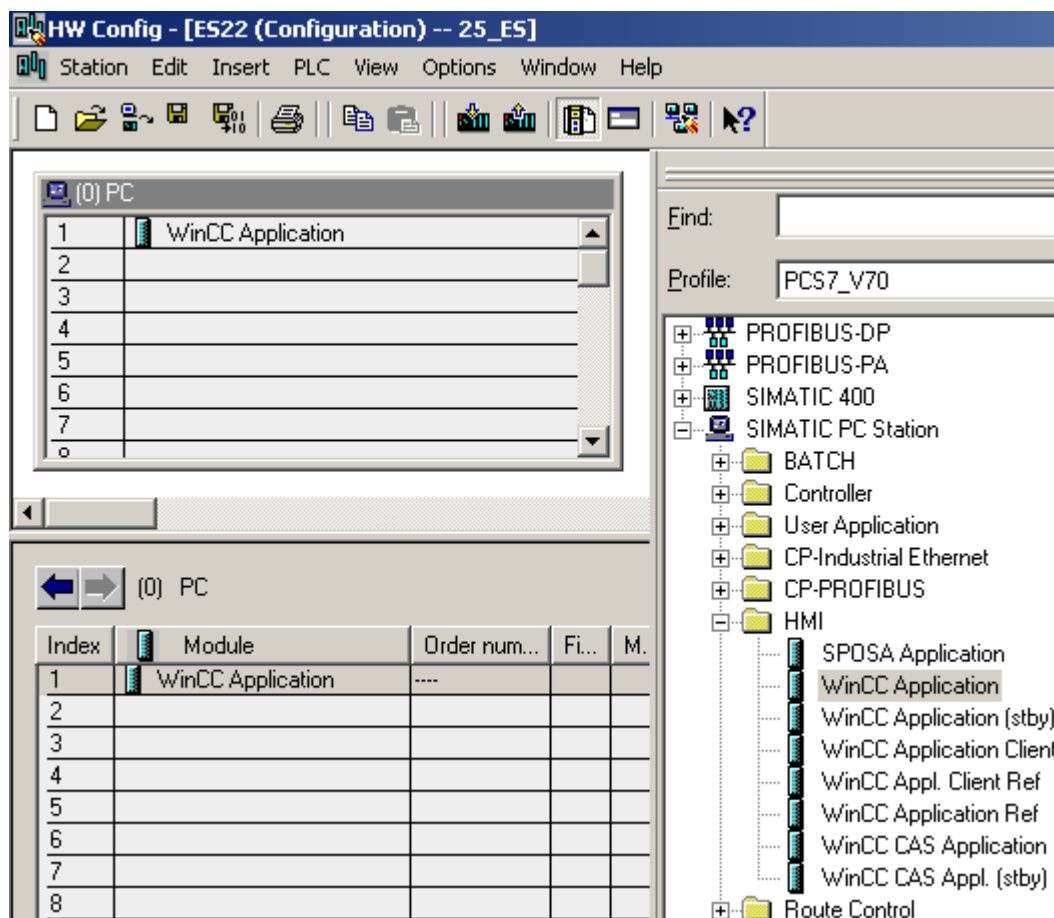 HW Config - [ES22 (Configuration) -- 25_ES]
Station Edit Insert PLC View Options Window Help
(0) PC
1 WinCC Application
2
3
4
5
6
7
Find:
Profile: PCS7_V70
PROFIBUS-DP
PROFIBUS-PA
SIMATIC 400
SIMATIC PC Station
BATCH
Controller
User Application
CP-Industrial Ethernet
CP-PROFIBUS
HMI
SPOSA Application
WinCC Application
WinCC Application (stby)
WinCC Application Client
WinCC Appl. Client Ref
WinCC Application Ref
WinCC CAS Application
WinCC CAS Appl. (stby)
Route Control
(0) PC
Index Module Order num... Fi... M.
1 WinCC Application ----
2
3
4
5
6
7
8